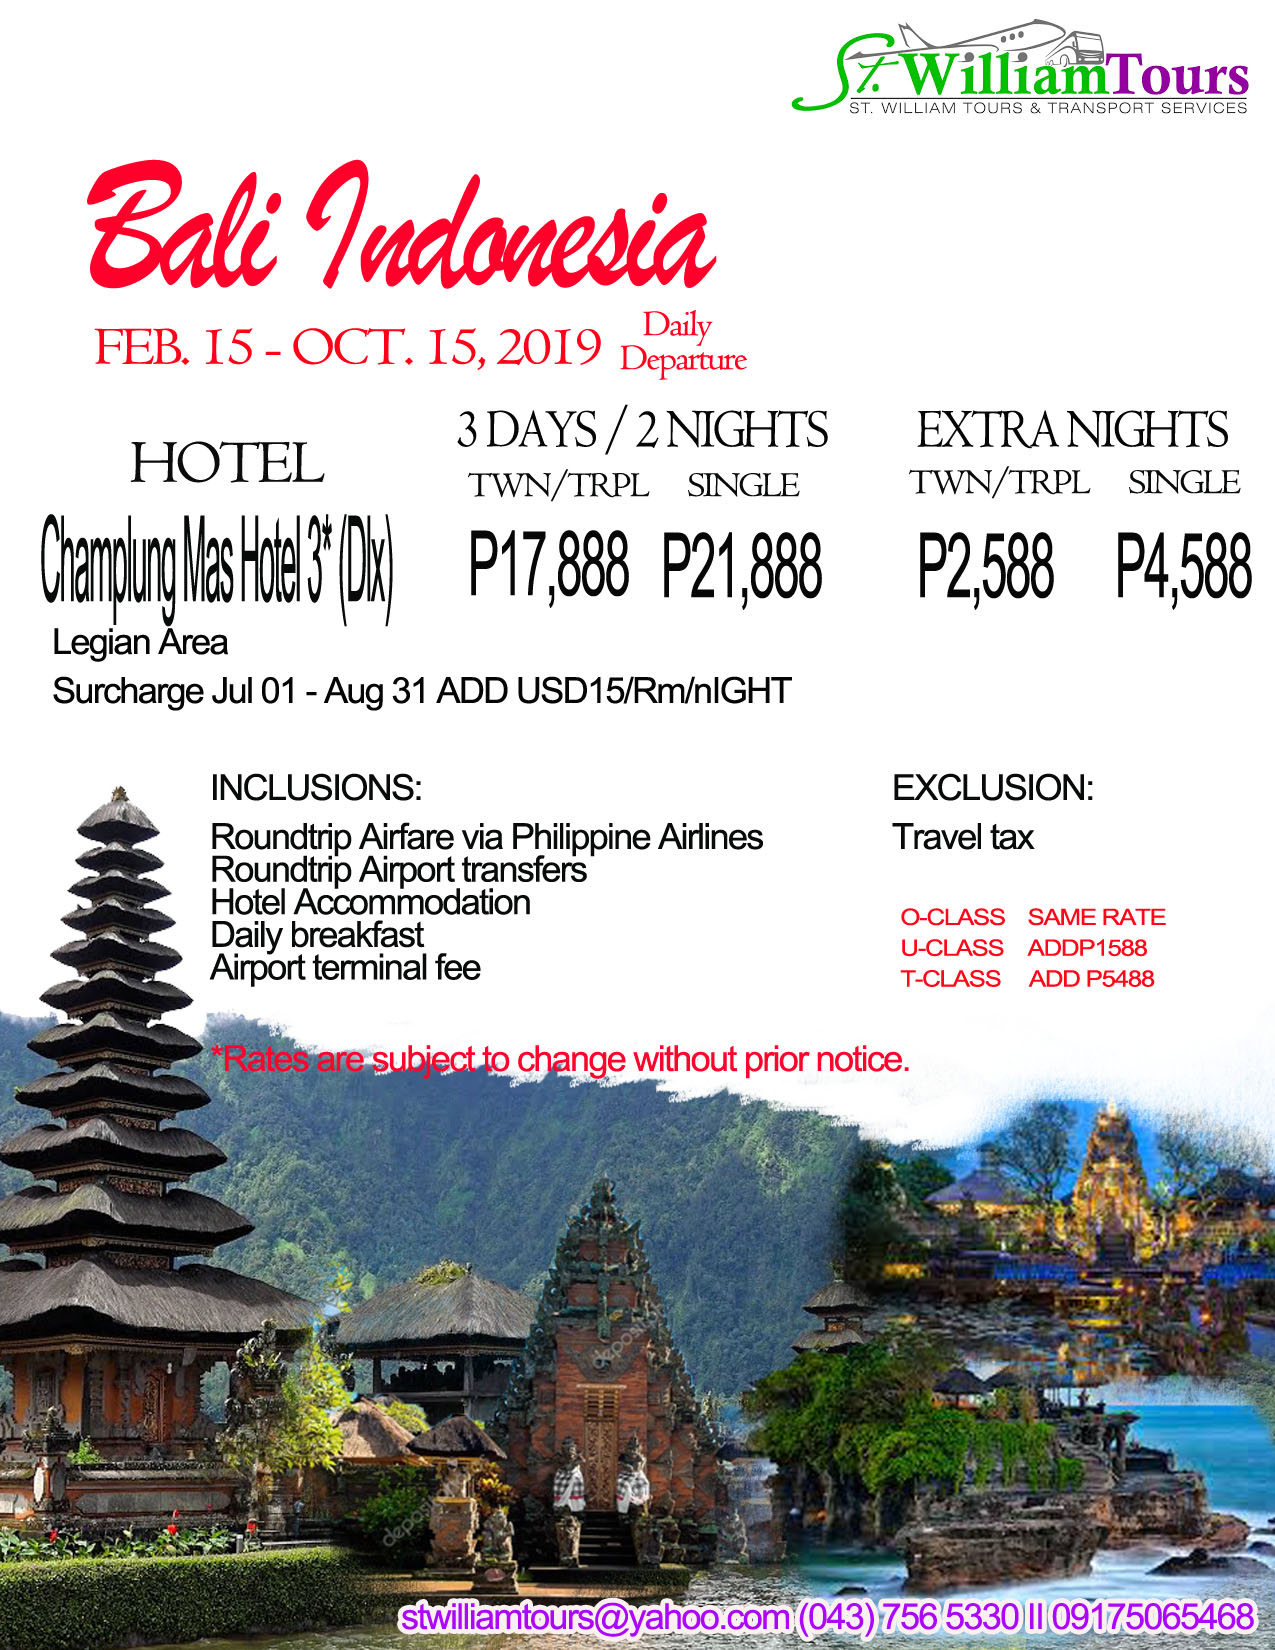 St. WilliamTours
ST. WILLIAM TOURS & TRANSPORT SERVICES
Bali Indonesia
FEB. 15 - OCT. 15, 2019 Daily Departure
HOTEL
3 DAYS / 2 NIGHTS
EXTRA NIGHTS
TWN/TRPL SINGLE
TWN/TRPL SINGLE
Champlung Mas Hotel 3* (Dlx) P17,888 P21,888 P2,588 P4,588
Legian Area
Surcharge Jul 01 - Aug 31 ADD USD15/Rm/nIGHT
INCLUSIONS:
Roundtrip Airfare via Philippine Airlines
Roundtrip Airport transfers
Hotel Accommodation
Daily breakfast
Airport terminal fee
EXCLUSION:
Travel tax
O-CLASS SAME RATE
U-CLASS ADDP1588
T-CLASS ADD P5488
*Rates are subject to change without prior notice.
stwilliamtours@yahoo.com (043) 756 5330 ll 09175065468